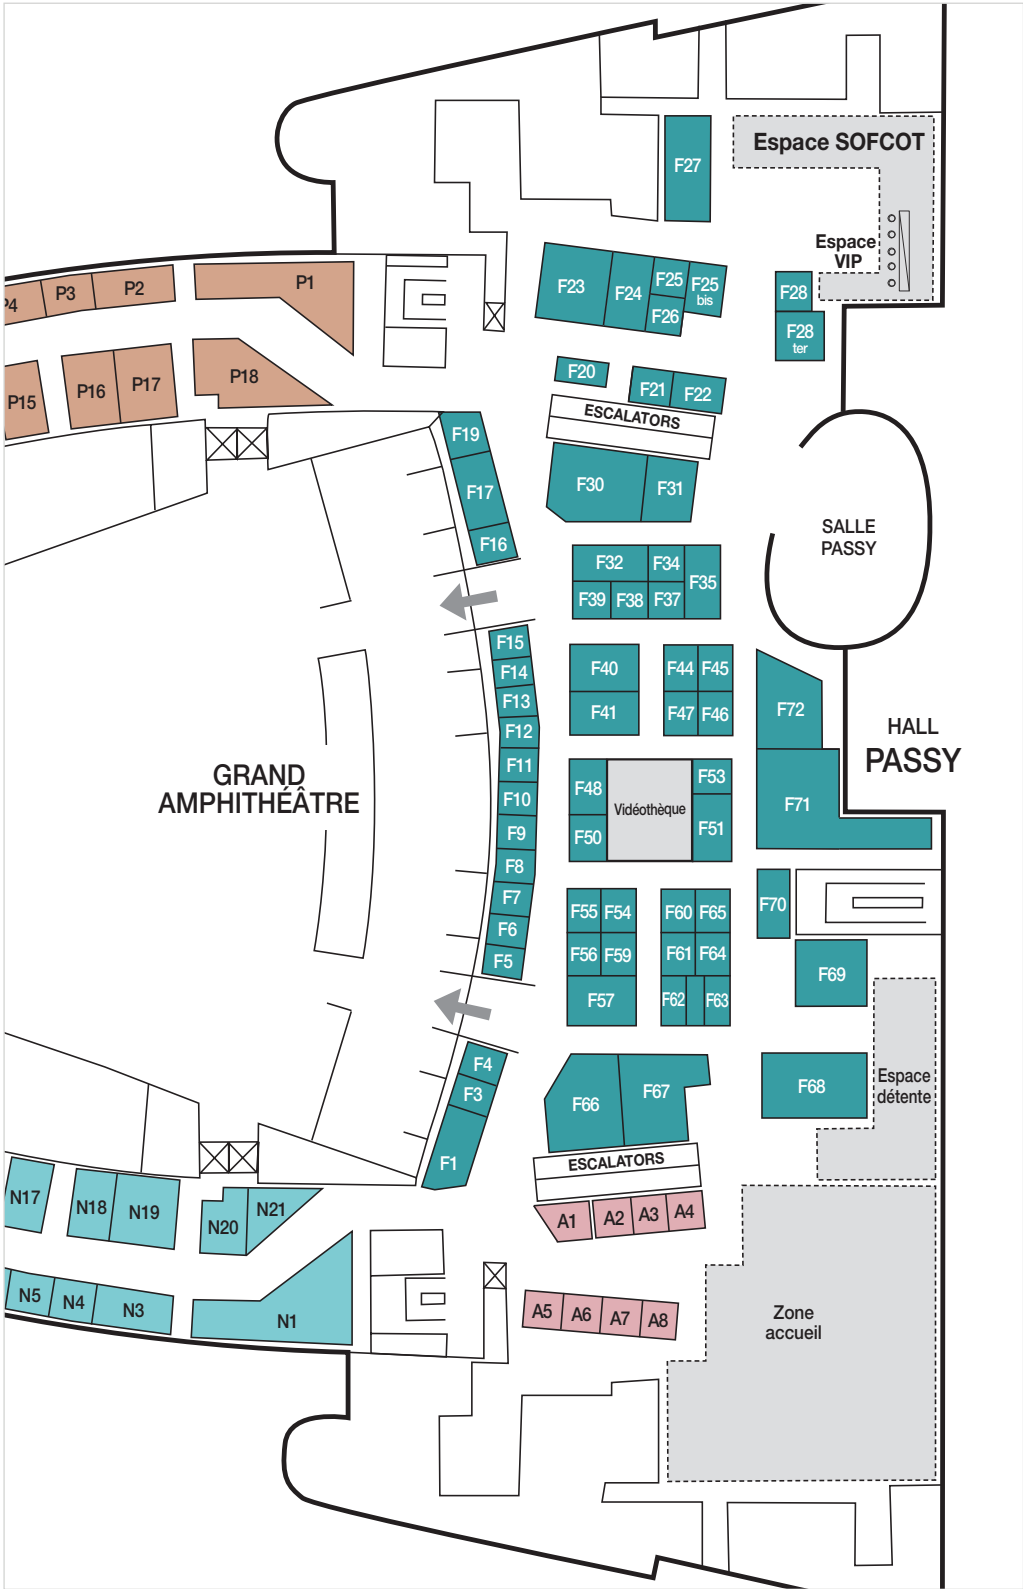 Espace SOFCOT
F27
Espace
VIP
F23
F24
F25
F25
bis
F26
F28
F28
ter
P4
P3
P2
P1
P15
P16
P17
P18
F20
F21
F22
ESCALATORS
F19
F17
F16
F30
F31
SALLE
PASSY
F32
F34
F35
F39
F38
F37
F15
F14
F13
F12
F11
F10
F9
F8
F7
F6
F5
F40
F41
F44
F45
F47
F46
F72
HALL
PASSY
GRAND
AMPHITHÉÂTRE
F48
F50
Vidéothèque
F53
F51
F71
F55
F54
F56
F59
F57
F60
F65
F61
F64
F62
F63
F70
F69
F68
Espace
détente
F4
F3
F1
F66
F67
ESCALATORS
A1
A2
A3
A4
N17
N18
N19
N20
N21
N5
N4
N3
N1
A5
A6
A7
A8
Zone
accueil